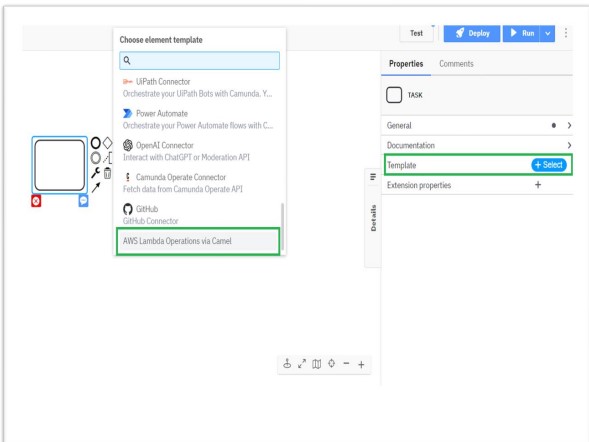 Choose element template
UiPath Connector
Orchestrate your UiPath Bots with Camunda. Y...
Power Automate
Orchestrate your Power Automate flows with C...
OpenAI Connector
Interact with ChatGPT or Moderation API
Camunda Operate Connector
Fetch data from Camunda Operate API
GitHub
GitHub Connector
AWS Lambda Operations via Camel
Details
Test
Deploy
Run
Properties Comments
TASK
General
Documentation
Template + Select
Extension properties +